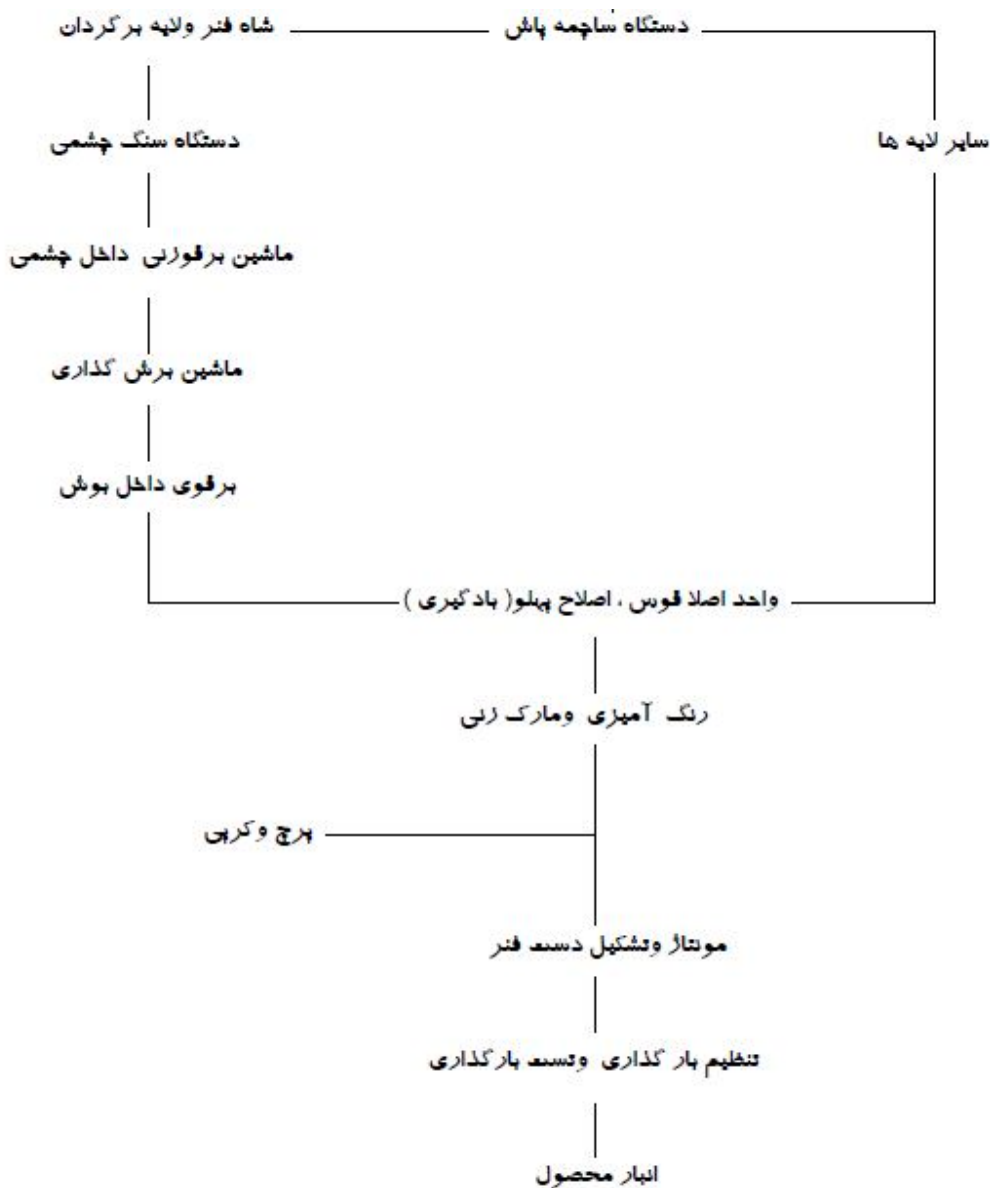 دستگاه ساچمه پاش
شاه فنر ولایه برگردان
سایر لایه ها
دستگاه سنگ چشمی
ماشین برقوزنی داخل چشمی
ماشین برش گذاری
برقوی داخل بوش
واحد اصلا قوس ، اصلاح پهلو( بادگیری )
رنگ آمیزی ومارک زنی
پرچ وکرپی
مونتاژ وتشکیل دست فنر
تنظیم بار گذاری وتست بارگذاری
انبار محصول